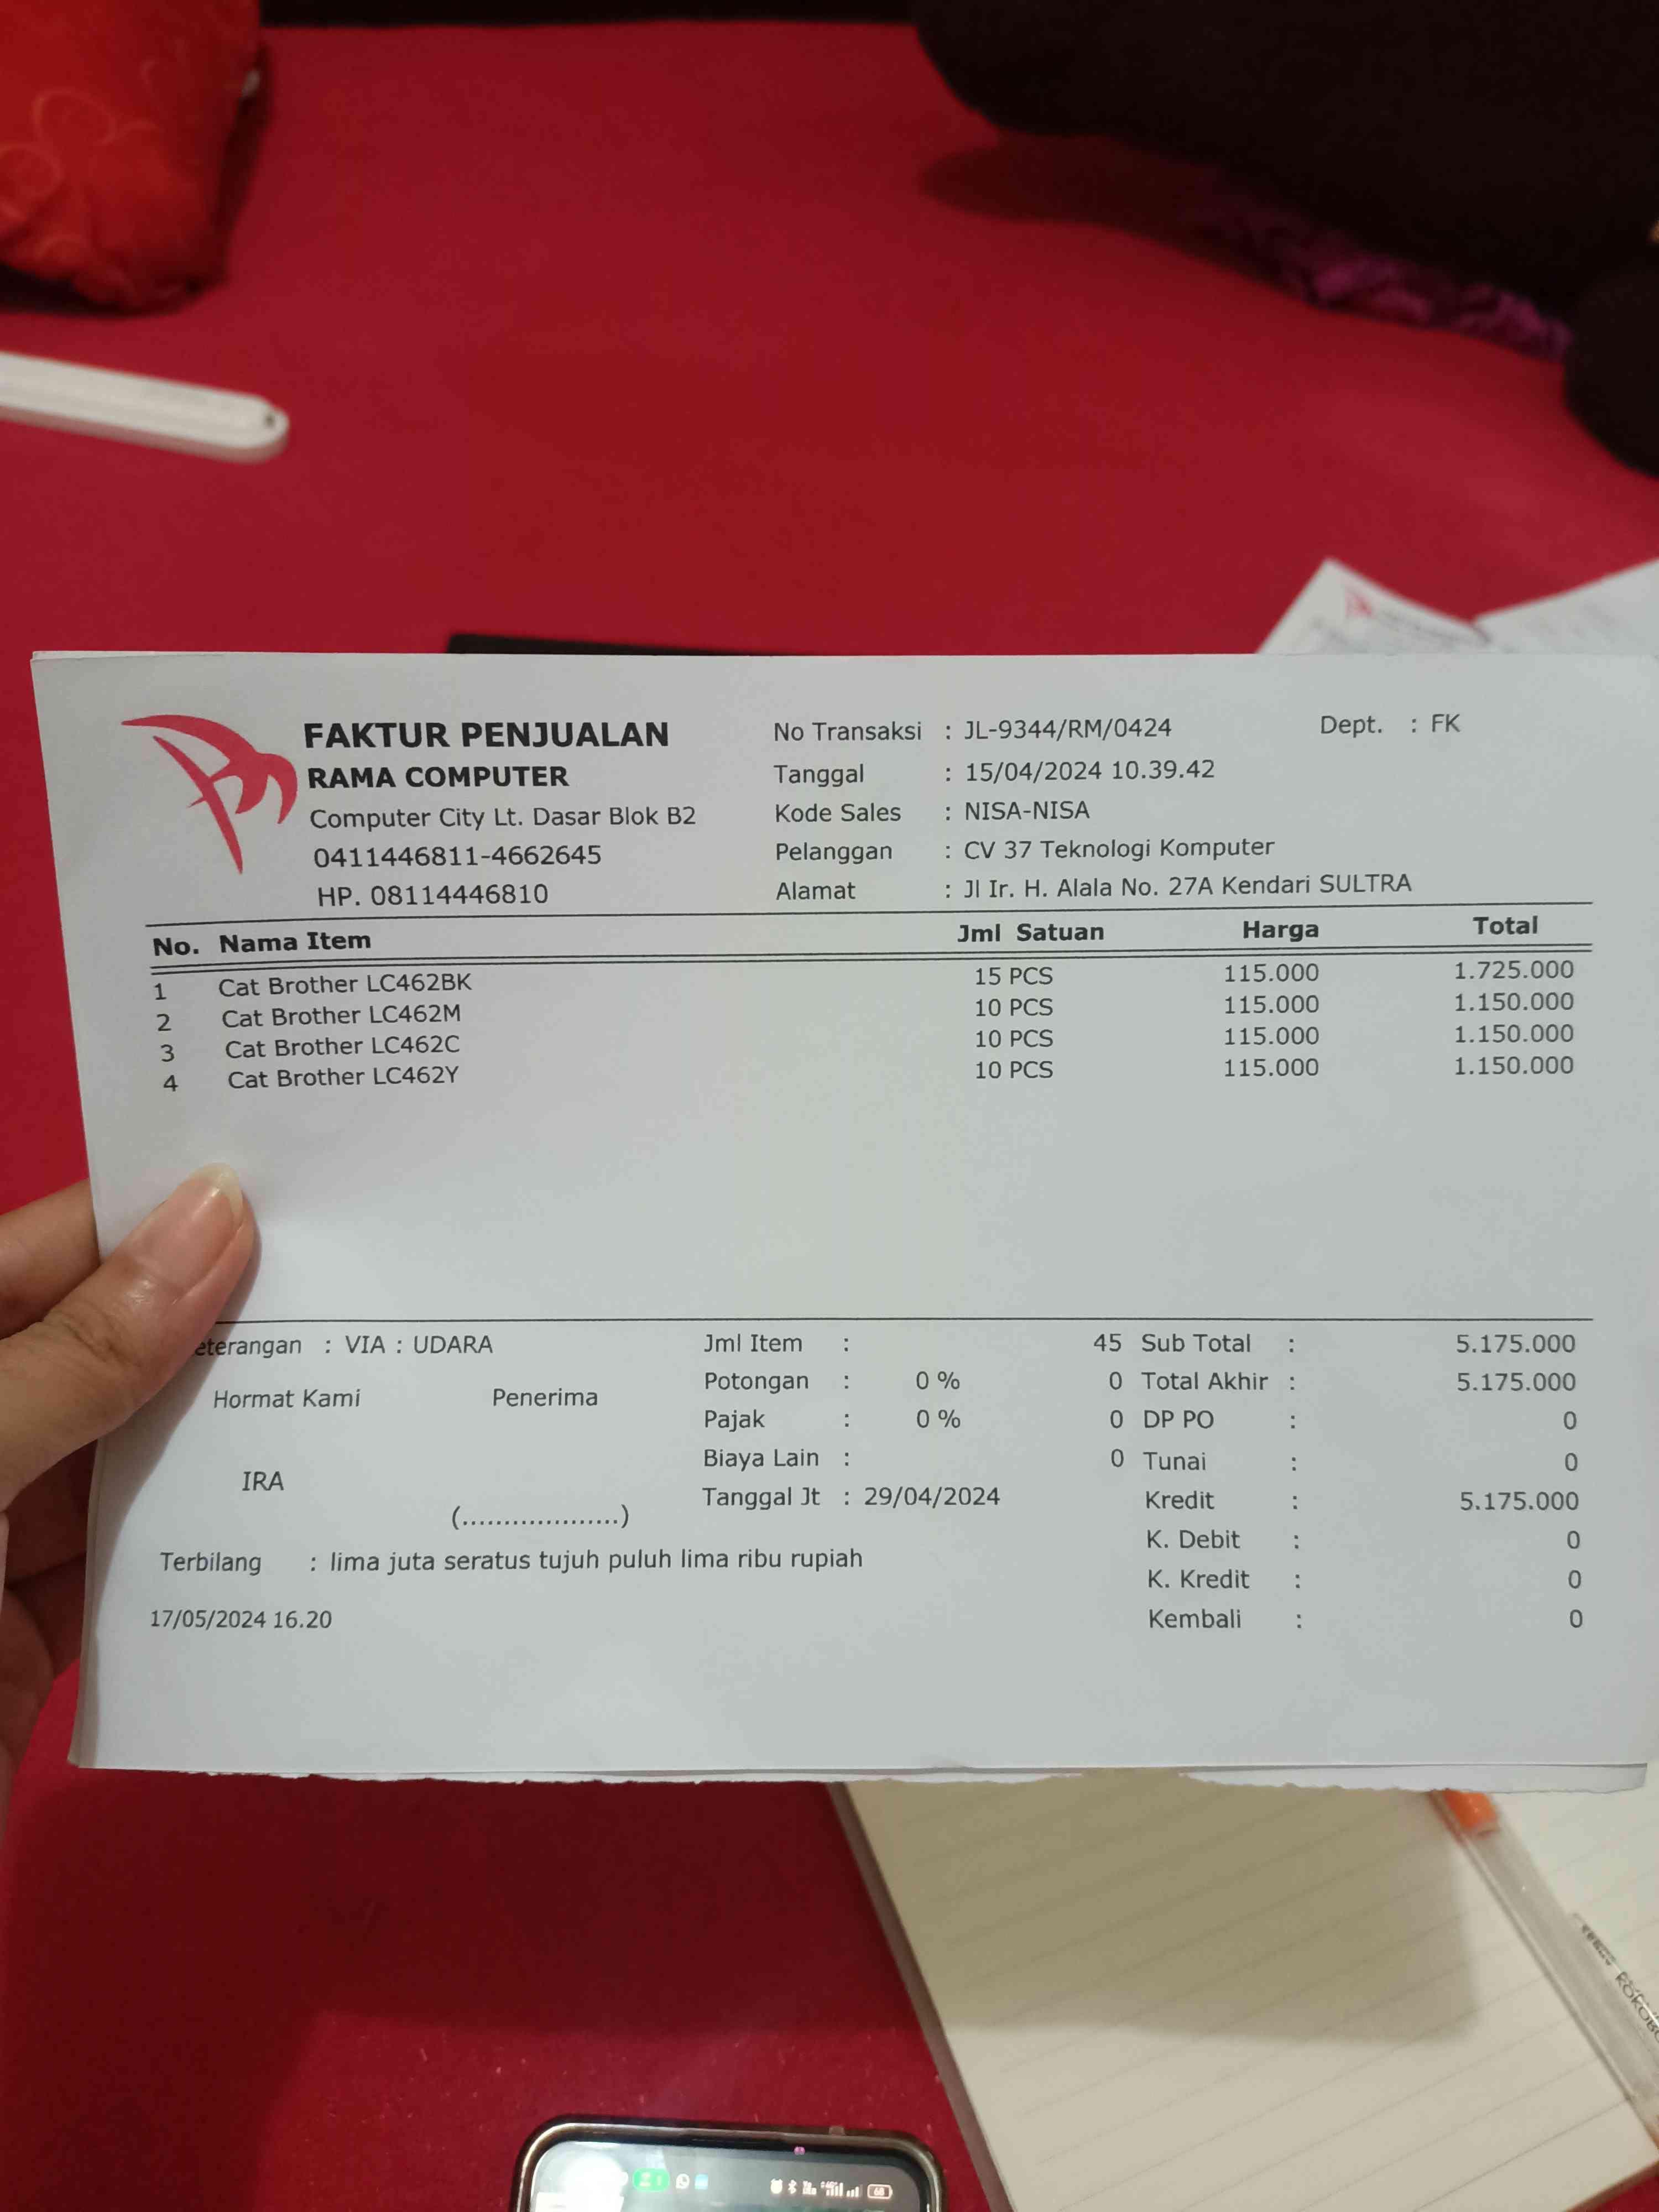 FAKTUR PENJUALAN
RAMA COMPUTER
Computer City Lt. Dasar Blok B2
0411446811-4662645
HP. 08114446810
No Transaksi : JL-9344/RM/0424 Dept. : FK
Tanggal : 15/04/2024 10.39.42
Kode Sales : NISA-NISA
Pelanggan : CV 37 Teknologi Komputer
Alamat : Jl Ir. H. Alala No. 27A Kendari SULTRA
No. Nama Item Jml Satuan Harga Total
1 Cat Brother LC462BK 15 PCS 115.000 1.725.000
2 Cat Brother LC462M 10 PCS 115.000 1.150.000
3 Cat Brother LC462C 10 PCS 115.000 1.150.000
4 Cat Brother LC462Y 10 PCS 115.000 1.150.000
eterangan : VIA : UDARA
Hormat Kami Penerima
IRA
(...................)
Jml Item : 45
Potongan : 0 % 0
Pajak : 0 % 0
Biaya Lain : 0
Tanggal Jt : 29/04/2024
Sub Total : 5.175.000
Total Akhir : 5.175.000
DP PO : 0
Tunai : 0
Kredit : 5.175.000
K. Debit : 0
K. Kredit : 0
Kembali : 0
Terbilang : lima juta seratus tujuh puluh lima ribu rupiah
17/05/2024 16.20
68